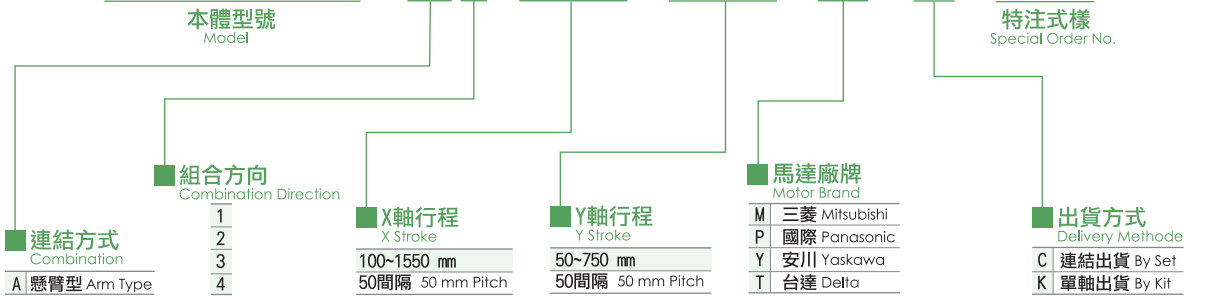 本體型號
Model
特注式樣
Special Order No.
連結方式
Combination
A 懸臂型 Arm Type
組合方向
Combination Direction
1
2
3
4
X軸行程
X Stroke
100~1550 mm
50間隔 50 mm Pitch
Y軸行程
Y Stroke
50~750 mm
50間隔 50 mm Pitch
馬達廠牌
Motor Brand
M 三菱 Mitsubishi
P 國際 Panasonic
Y 安川 Yaskawa
T 台達 Delta
出貨方式
Delivery Methode
C 連結出貨 By Set
K 單軸出貨 By Kit